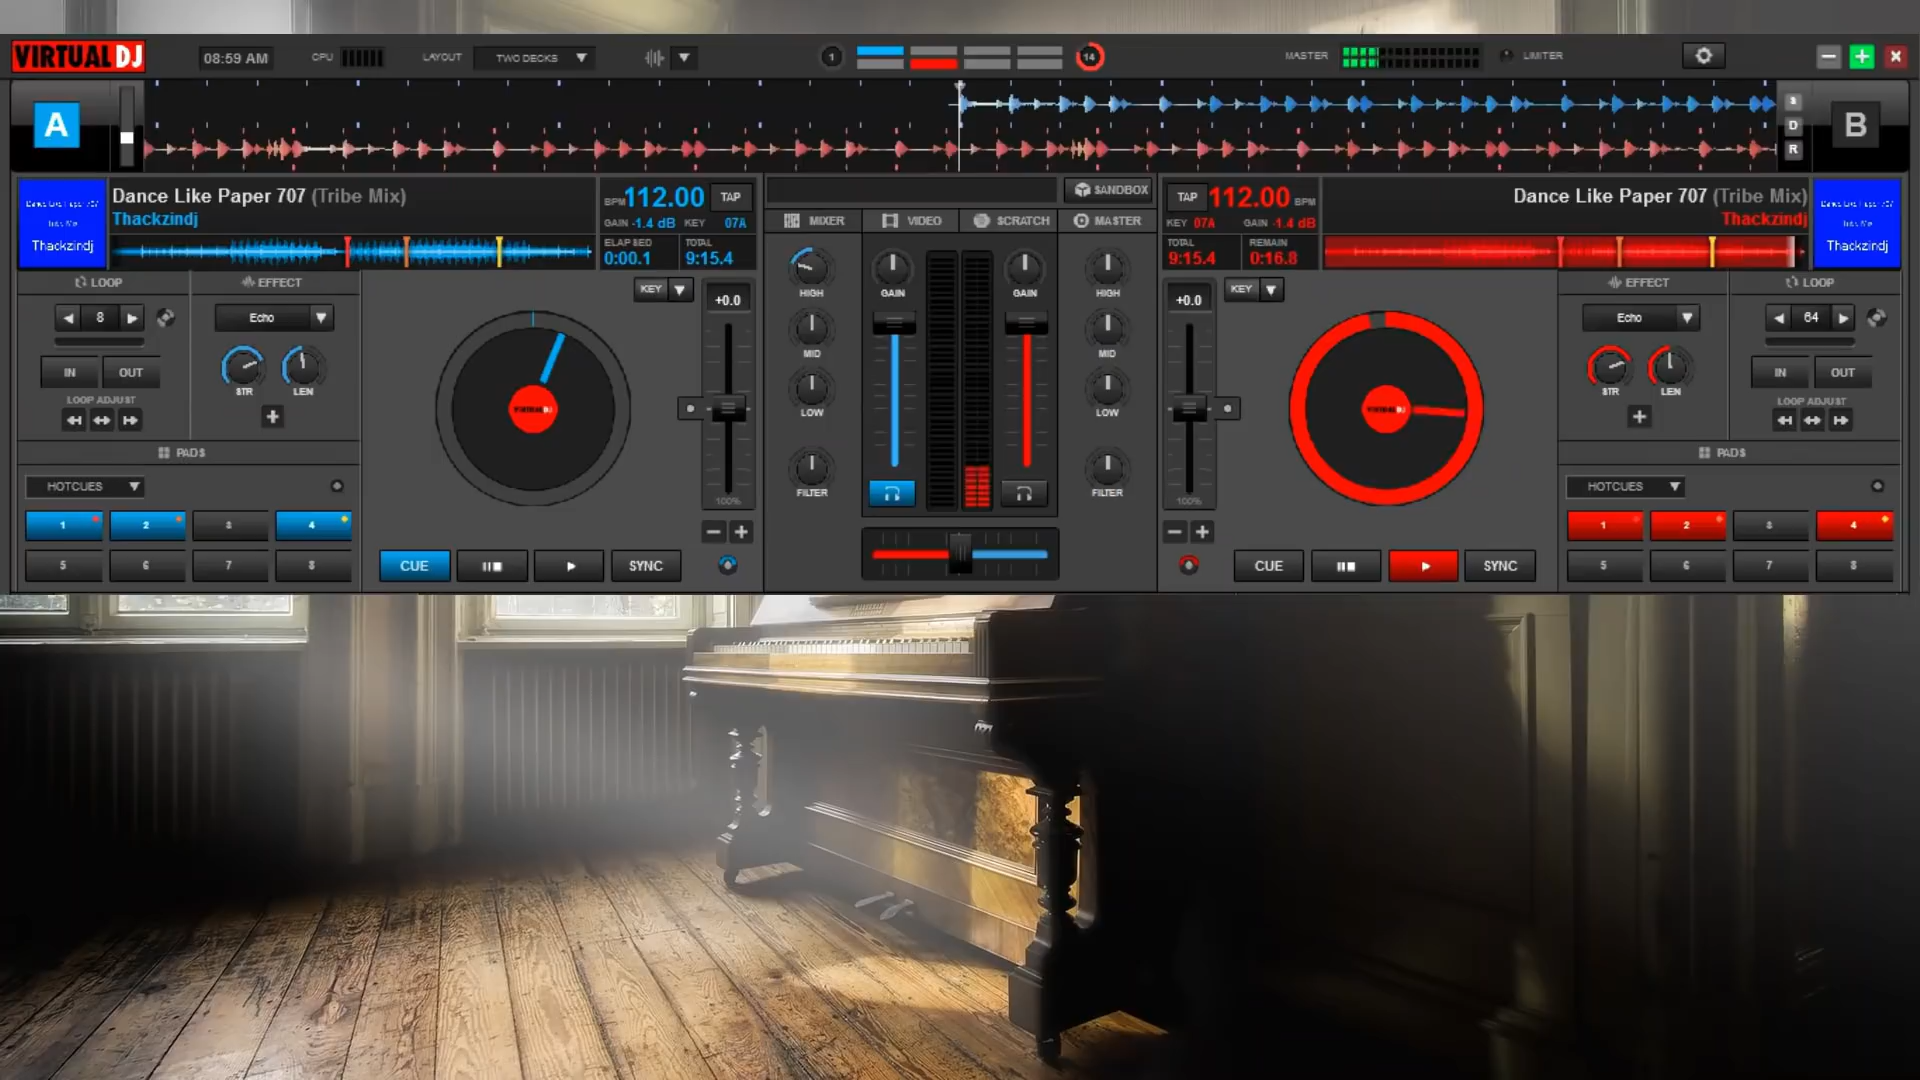 VIRTUAL DJ
08:59 AM
CPU
LAYOUT
TWO DECKS
1
14
MASTER
LIMITER
A
S
D
R
B
Thackzindj
Dance Like Paper 707 (Tribe Mix)
Thackzindj
BPM 112.00 TAP
GAIN -1.4 dB KEY 07A
ELAPSED TOTAL
0:00.1 9:15.4
SANDBOX
MIXER VIDEO SCRATCH MASTER
TAP 112.00 BPM
KEY 07A GAIN -1.4 dB
TOTAL REMAIN
9:15.4 0:16.8
Dance Like Paper 707 (Tribe Mix)
Thackzindj
Thackzindj
LOOP
8
IN OUT
LOOP ADJUST
EFFECT
Echo
STR LEN
+
KEY
+0.0
100%
HIGH
MID
LOW
FILTER
GAIN
GAIN
HIGH
MID
LOW
FILTER
KEY
+0.0
100%
EFFECT
Echo
STR LEN
+
LOOP
64
IN OUT
LOOP ADJUST
PADS
HOTCUES
1 2 3 4
5 6 7 8
CUE SYNC
CUE SYNC
PADS
HOTCUES
1 2 3 4
5 6 7 8